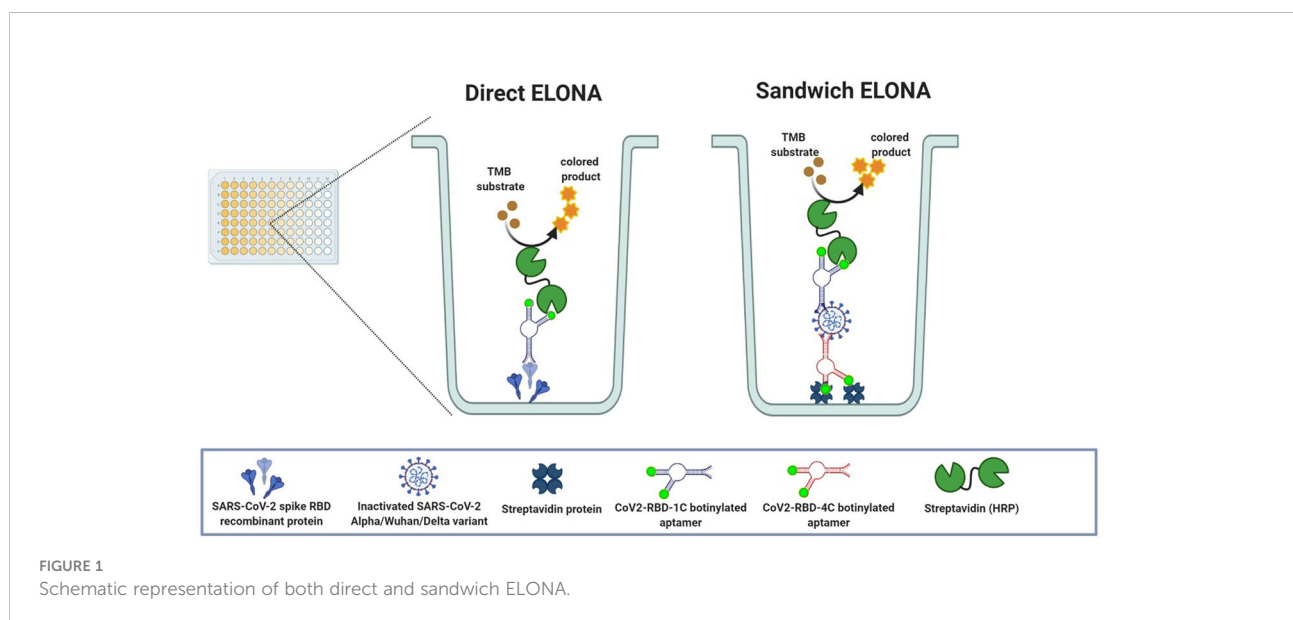 Direct ELONA
Sandwich ELONA
TMB
substrate
colored
product
TMB
substrate
colored
product
SARS-CoV-2 spike RBD
recombinant protein
Inactivated SARS-CoV-2
Alpha/Wuhan/Delta variant
Streptavidin protein
CoV2-RBD-1C botinylated
aptamer
CoV2-RBD-4C botinylated
aptamer
Streptavidin (HRP)
FIGURE 1
Schematic representation of both direct and sandwich ELONA.